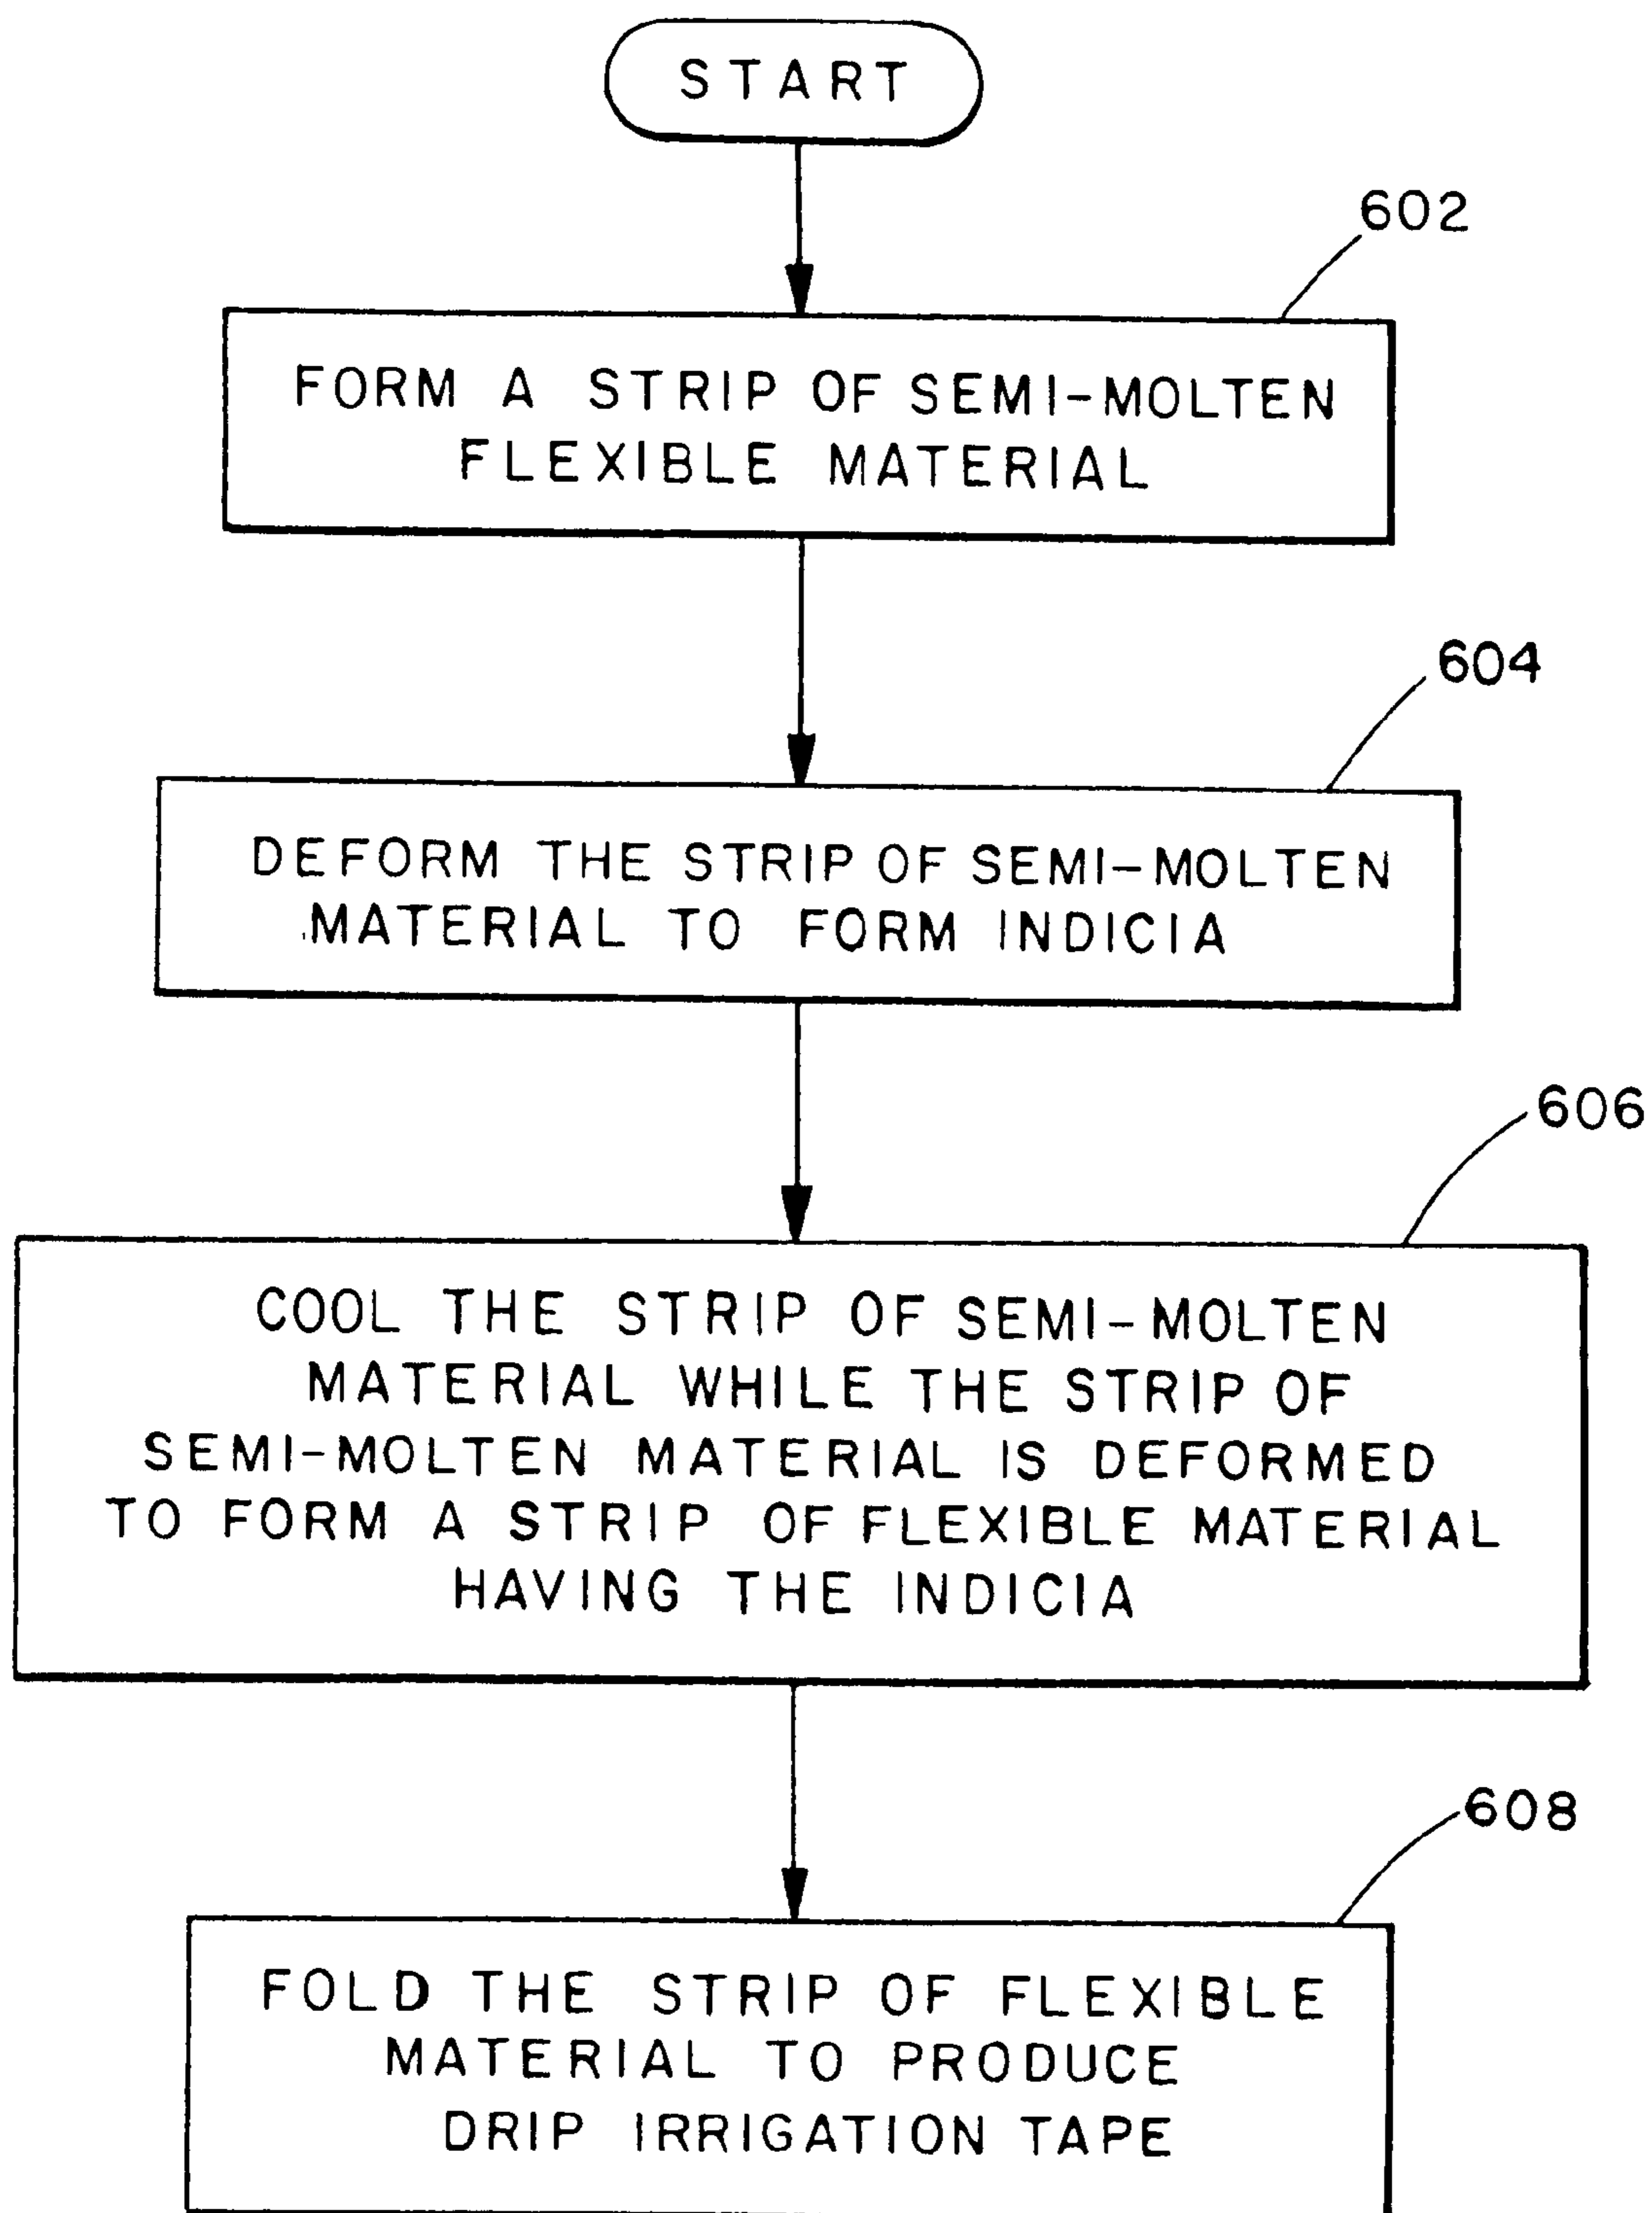 START
602
FORM A STRIP OF SEMI-MOLTEN
FLEXIBLE MATERIAL
604
DEFORM THE STRIP OF SEMI-MOLTEN
MATERIAL TO FORM INDICIA
606
COOL THE STRIP OF SEMI-MOLTEN
MATERIAL WHILE THE STRIP OF
SEMI-MOLTEN MATERIAL IS DEFORMED
TO FORM A STRIP OF FLEXIBLE MATERIAL
HAVING THE INDICIA
608
FOLD THE STRIP OF FLEXIBLE
MATERIAL TO PRODUCE
DRIP IRRIGATION TAPE